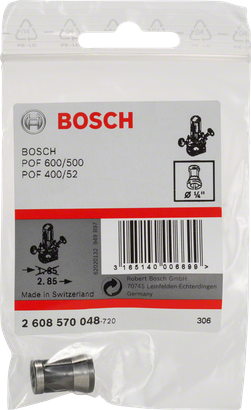 BOSCH
BOSCH
POF 600/500
POF 400/52
Ø ¼"
1.85
2.85
Made in Switzerland
3 165140 006699
Robert Bosch GmbH
70745 Leinfelden-Echterdingen
Germany
2 608 570 048-720
306